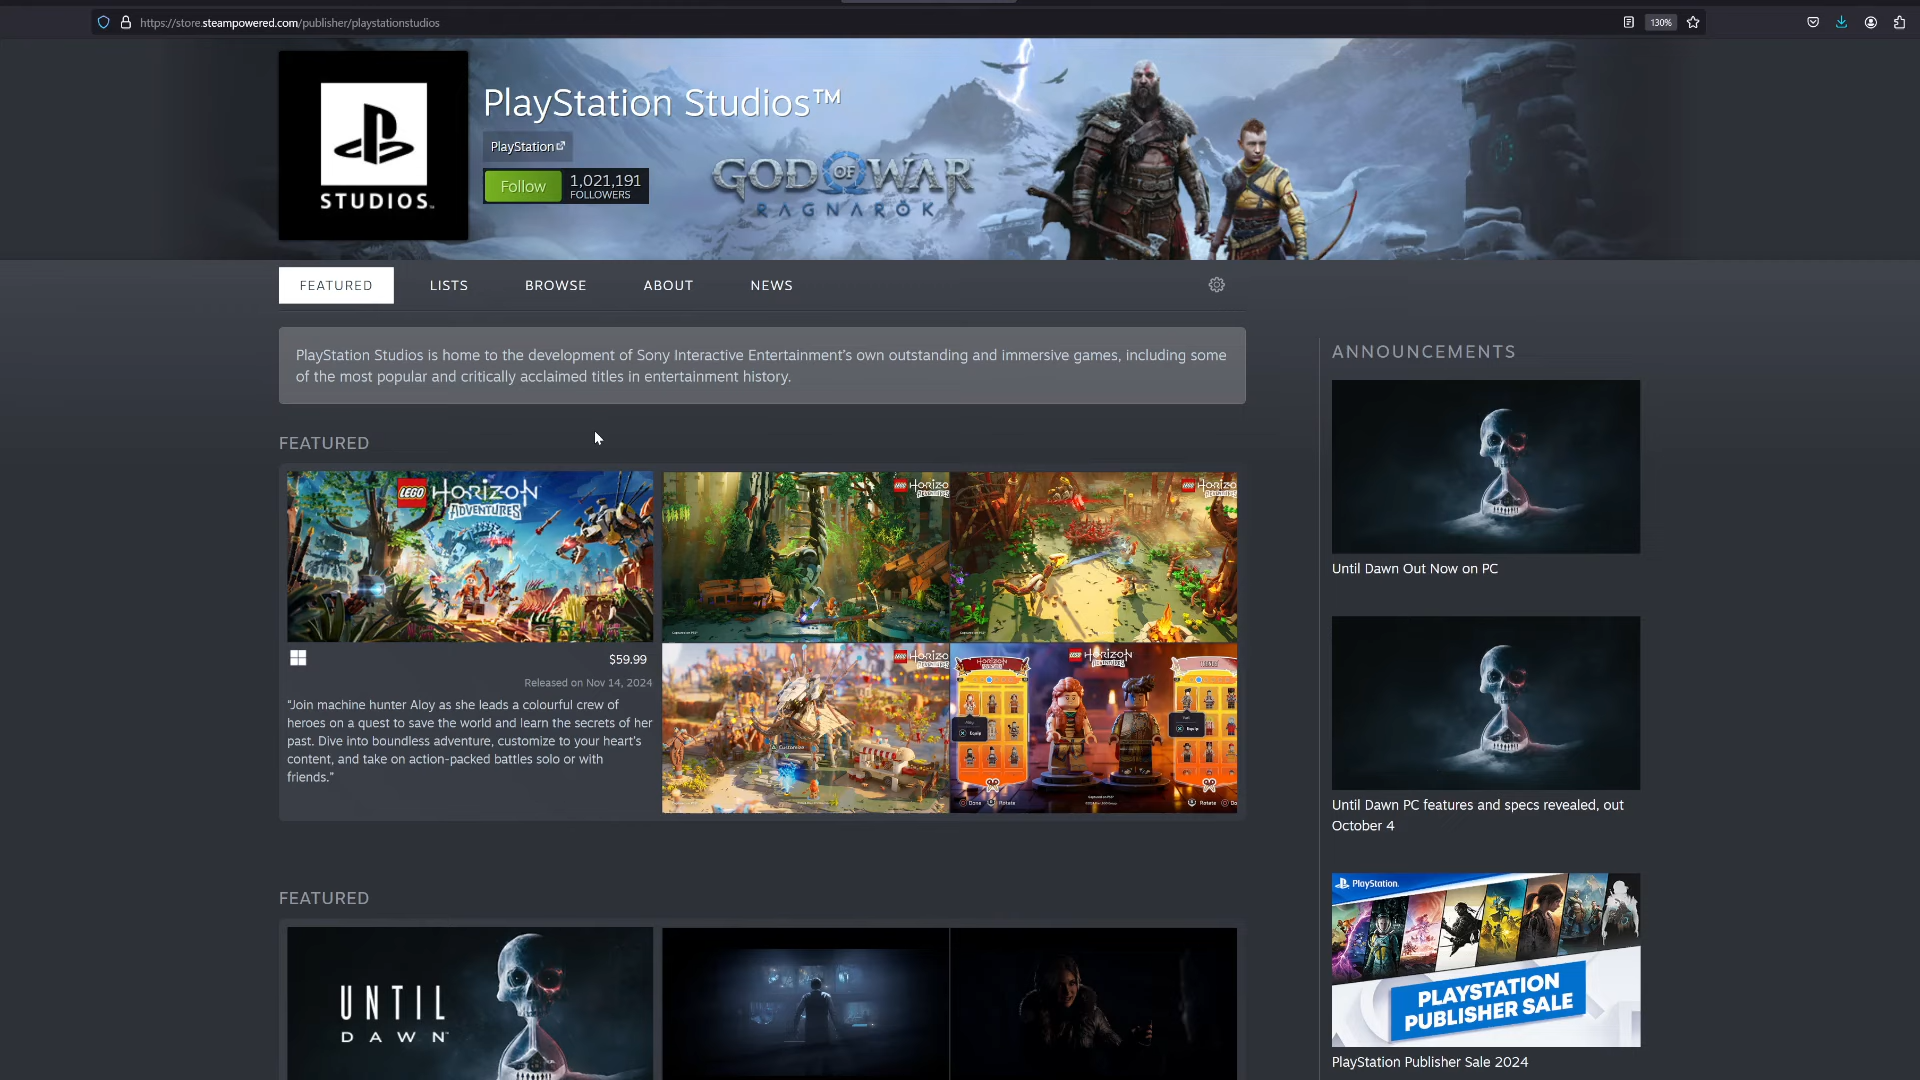 https://store.steampowered.com/publisher/playstationstudios
130%
STUDIOS
PlayStation Studios™
PlayStation
Follow
1,021,191
FOLLOWERS
GOD OF WAR
RAGNARÖK
FEATURED
LISTS
BROWSE
ABOUT
NEWS
PlayStation Studios is home to the development of Sony Interactive Entertainment's own outstanding and immersive games, including some
of the most popular and critically acclaimed titles in entertainment history.
FEATURED
LEGO HORIZON
ADVENTURES
$59.99
Released on Nov 14, 2024
"Join machine hunter Aloy as she leads a colourful crew of
heroes on a quest to save the world and learn the secrets of her
past. Dive into boundless adventure, customize to your heart's
content, and take on action-packed battles solo or with
friends."
Customize
HORIZON
Equip
Done
Rotate
Equip
Rotate
FEATURED
UNTIL
DAWN
ANNOUNCEMENTS
Until Dawn Out Now on PC
Until Dawn PC features and specs revealed, out
October 4
PlayStation.
PLAYSTATION
PUBLISHER SALE
PlayStation Publisher Sale 2024